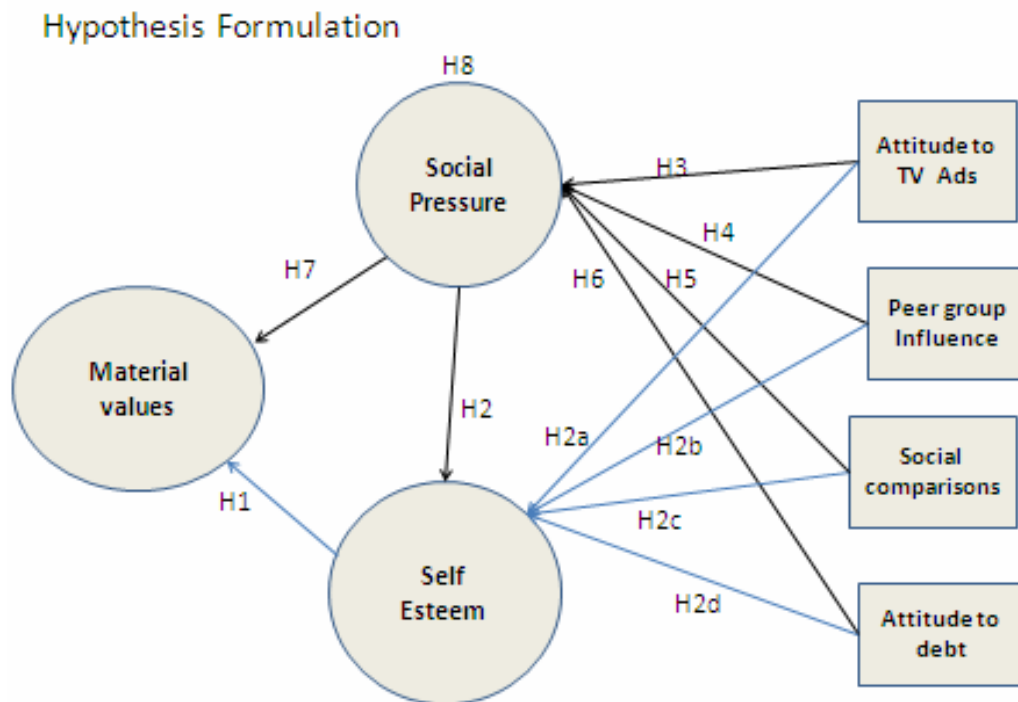 Hypothesis Formulation
H8
Social
Pressure
H3
Attitude to
TV Ads
H4
H7
H6
H5
Peer group
Influence
Material
values
H2
H2a
H2b
Social
comparisons
H1
H2c
Self
Esteem
H2d
Attitude to
debt